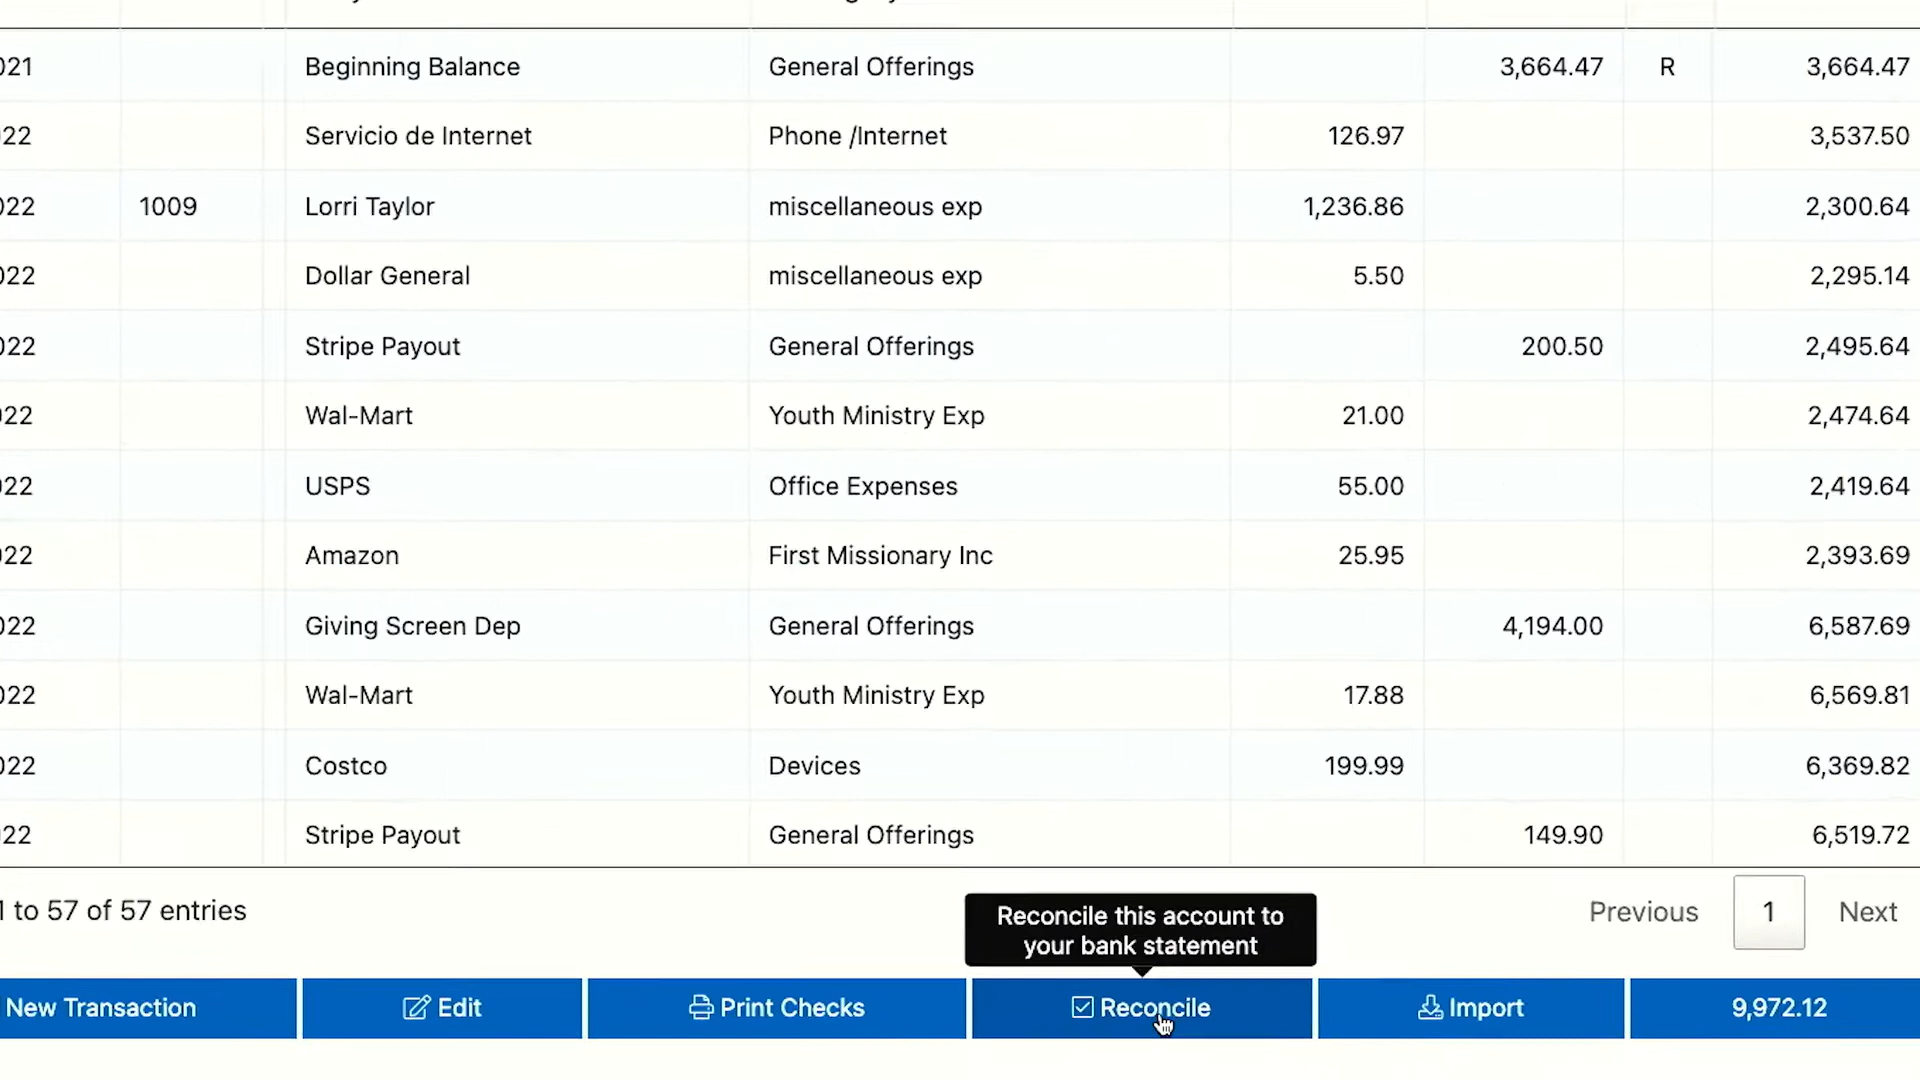 021 Beginning Balance General Offerings 3,664.47 R 3,664.47
022 Servicio de Internet Phone /Internet 126.97 3,537.50
022 1009 Lorri Taylor miscellaneous exp 1,236.86 2,300.64
022 Dollar General miscellaneous exp 5.50 2,295.14
022 Stripe Payout General Offerings 200.50 2,495.64
022 Wal-Mart Youth Ministry Exp 21.00 2,474.64
022 USPS Office Expenses 55.00 2,419.64
022 Amazon First Missionary Inc 25.95 2,393.69
022 Giving Screen Dep General Offerings 4,194.00 6,587.69
022 Wal-Mart Youth Ministry Exp 17.88 6,569.81
022 Costco Devices 199.99 6,369.82
022 Stripe Payout General Offerings 149.90 6,519.72
1 to 57 of 57 entries Previous 1 Next
Reconcile this account to
your bank statement
New Transaction Edit Print Checks Reconcile Import 9,972.12